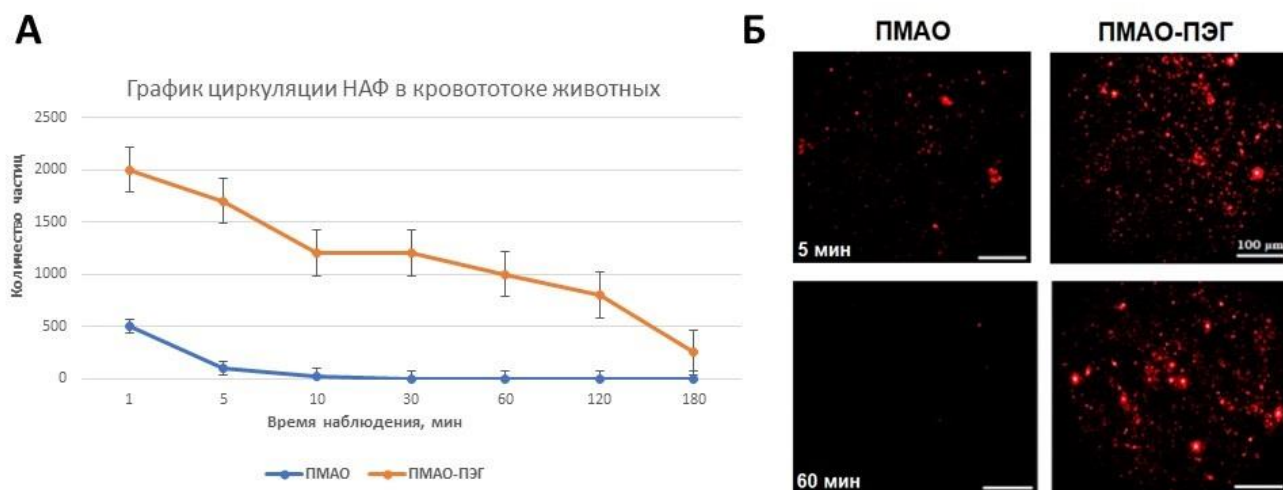 А
График циркуляции НАФ в кровототоке животных
Количество частиц
2500
2000
1500
1000
500
0
1 5 10 30 60 120 180
Время наблюдения, мин
ПМАО ПМАО-ПЭГ
Б
ПМАО ПМАО-ПЭГ
5 мин
100 µm
60 мин